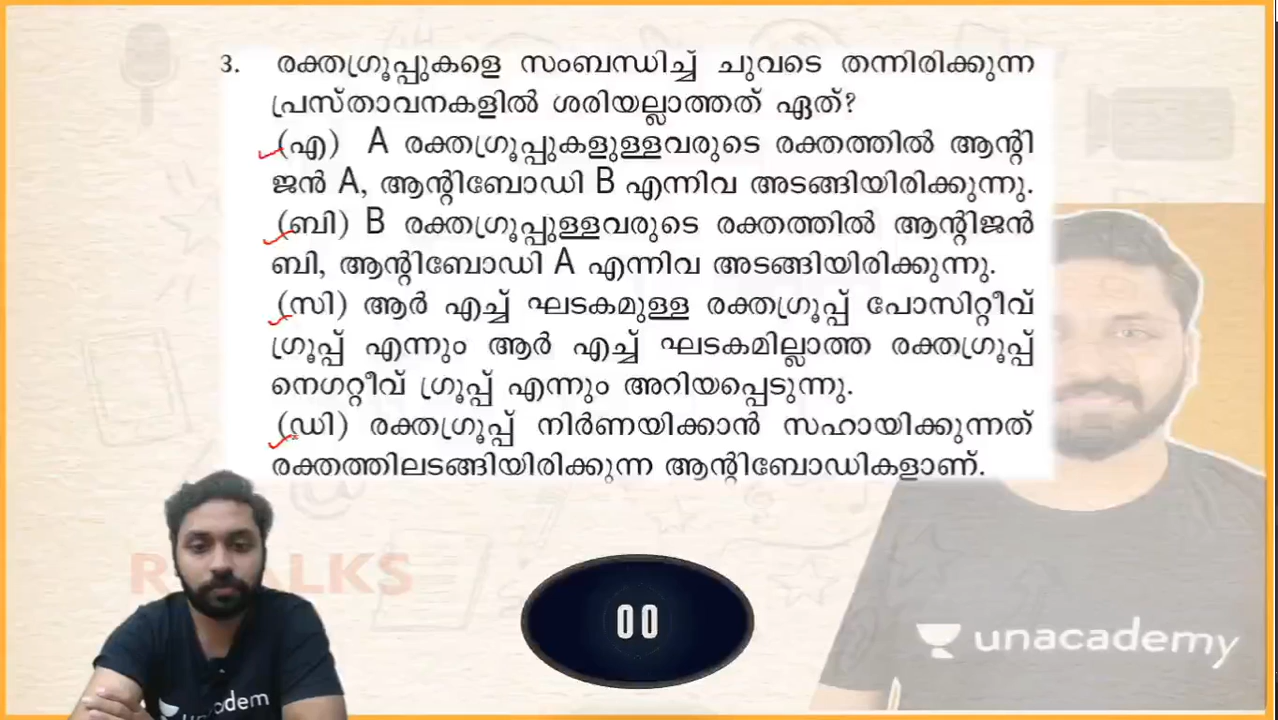 3. രക്തഗ്രൂപ്പുകളെ സംബന്ധിച്ച് ചുവടെ തന്നിരിക്കുന്ന
പ്രസ്താവനകളിൽ ശരിയല്ലാത്തത് ഏത്?
(എ) A രക്തഗ്രൂപ്പുകളുള്ളവരുടെ രക്തത്തിൽ ആന്റി
ജൻ A, ആന്റിബോഡി B എന്നിവ അടങ്ങിയിരിക്കുന്നു.
(ബി) B രക്തഗ്രൂപ്പുള്ളവരുടെ രക്തത്തിൽ ആന്റിജൻ
ബി, ആന്റിബോഡി A എന്നിവ അടങ്ങിയിരിക്കുന്നു.
(സി) ആർ എച്ച് ഘടകമുള്ള രക്തഗ്രൂപ്പ് പോസിറ്റീവ്
ഗ്രൂപ്പ് എന്നും ആർ എച്ച് ഘടകമില്ലാത്ത രക്തഗ്രൂപ്പ്
നെഗറ്റീവ് ഗ്രൂപ്പ് എന്നും അറിയപ്പെടുന്നു.
(ഡി) രക്തഗ്രൂപ്പ് നിർണയിക്കാൻ സഹായിക്കുന്നത്
രക്തത്തിലടങ്ങിയിരിക്കുന്ന ആന്റിബോഡികളാണ്.
00
unacademy